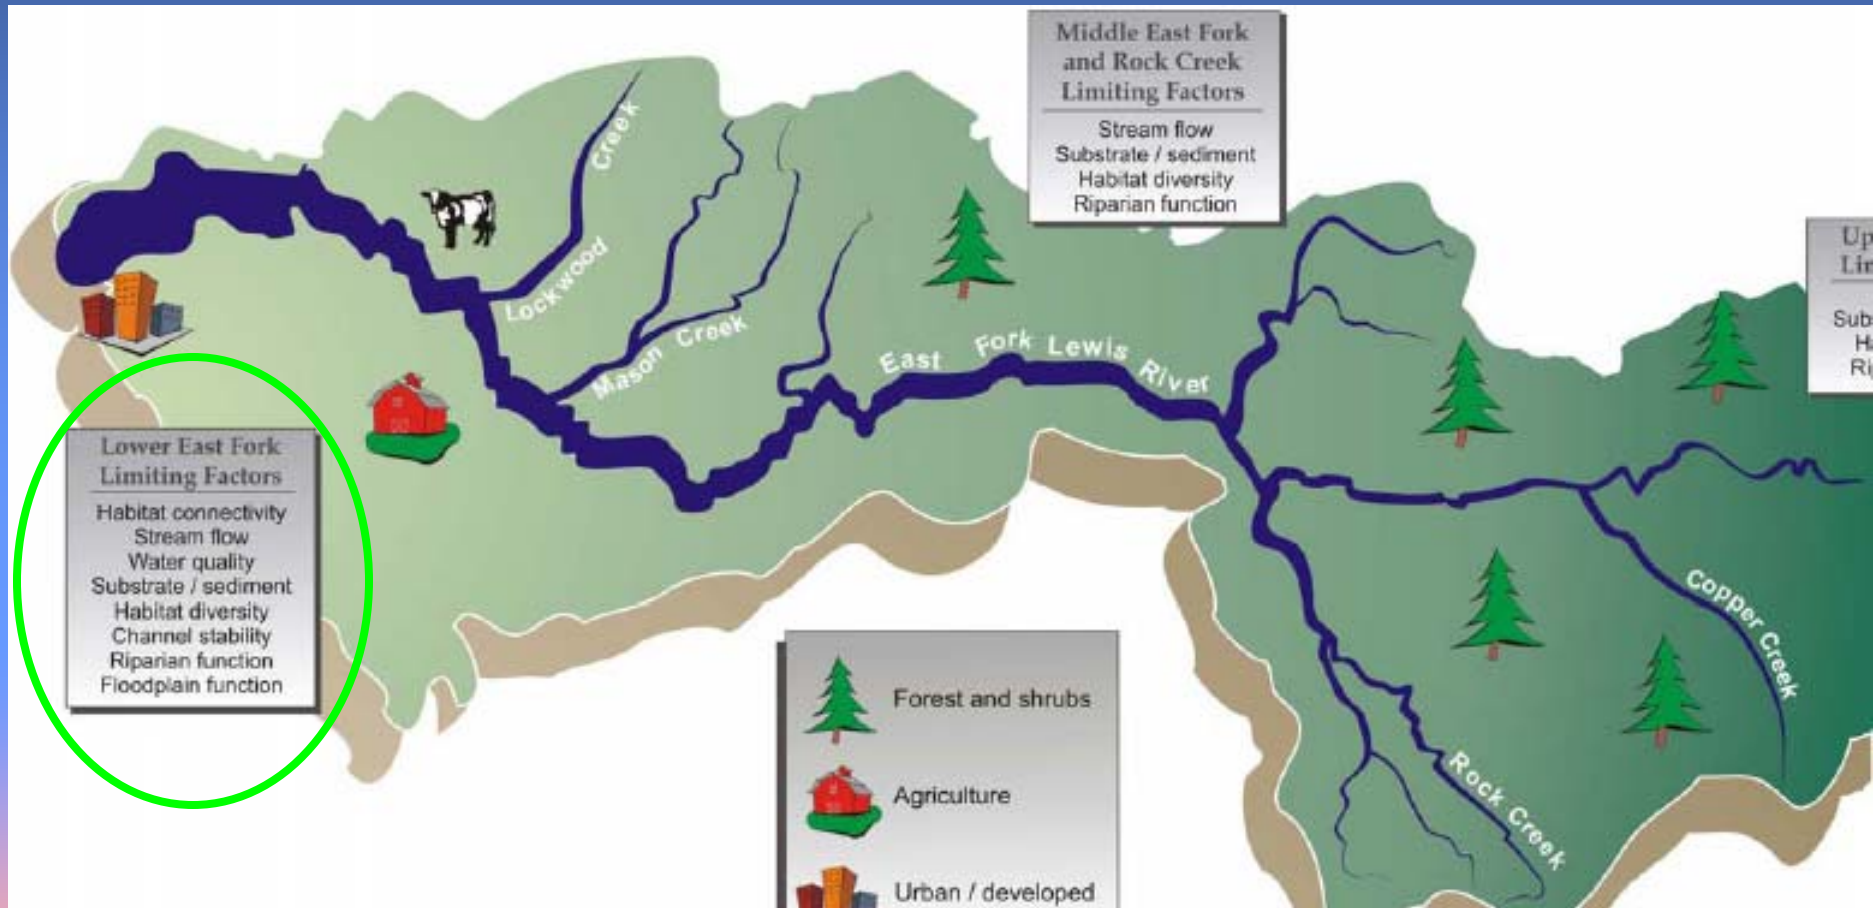 Middle East Fork
and Rock Creek
Limiting Factors
Stream flow
Substrate / sediment
Habitat diversity
Riparian function
Creek
Lockwood
Mason Creek
East Fork Lewis River
Lower East Fork
Limiting Factors
Habitat connectivity
Stream flow
Water quality
Substrate / sediment
Habitat diversity
Channel stability
Riparian function
Floodplain function
Copper Creek
Rock Creek
Forest and shrubs
Agriculture
Urban / developed